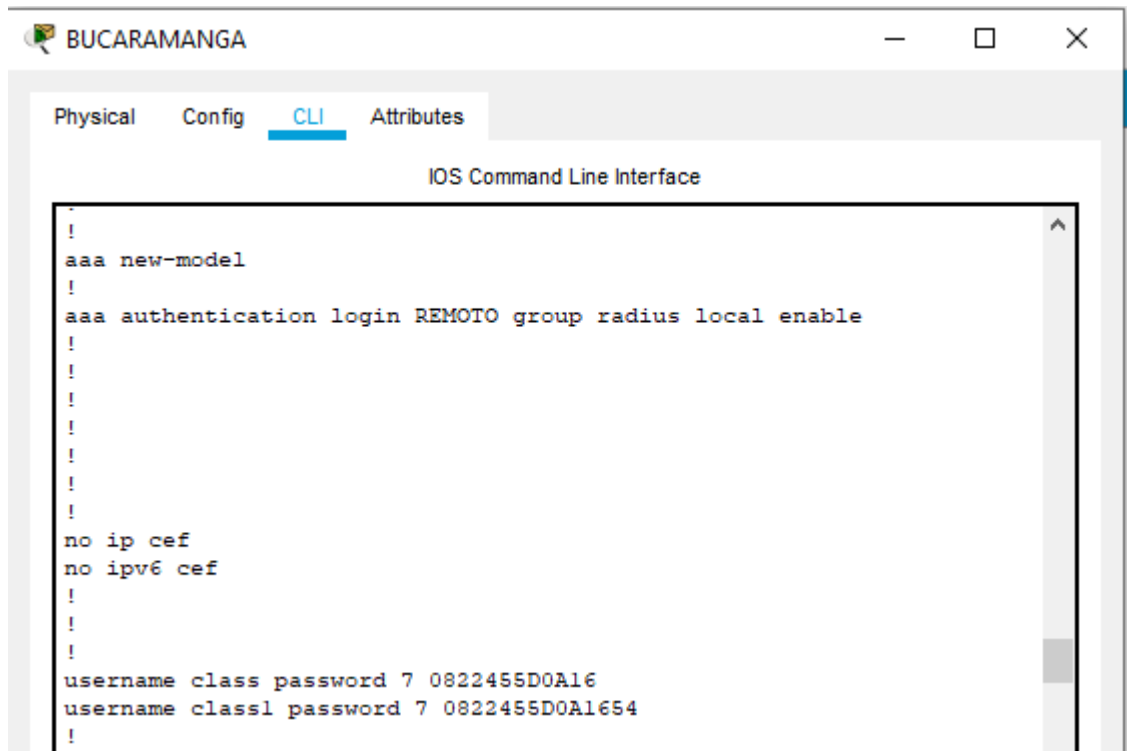 BUCARAMANGA
Physical Config CLI Attributes
IOS Command Line Interface
!
aaa new-model
!
aaa authentication login REMOTO group radius local enable
!
!
!
!
!
!
!
no ip cef
no ipv6 cef
!
!
!
username class password 7 0822455D0A16
username class1 password 7 0822455D0A1654
!